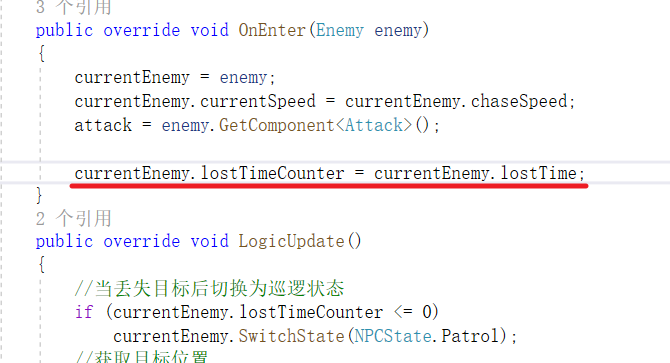 3 个引用
public override void OnEnter(Enemy enemy)
{
currentEnemy = enemy;
currentEnemy.currentSpeed = currentEnemy.chaseSpeed;
attack = enemy.GetComponent<Attack>();
currentEnemy.lostTimeCounter = currentEnemy.lostTime;
}
2 个引用
public override void LogicUpdate()
{
//当丢失目标后切换为巡逻状态
if (currentEnemy.lostTimeCounter <= 0)
currentEnemy.SwitchState(NPCState.Patrol);
//获取目标位置